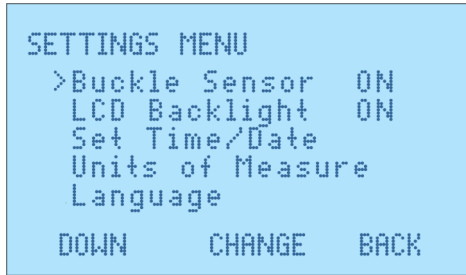 SETTINGS MENU
>Buckle Sensor ON
LCD Backlight ON
Set Time/Date
Units of Measure
Language
DOWN CHANGE BACK